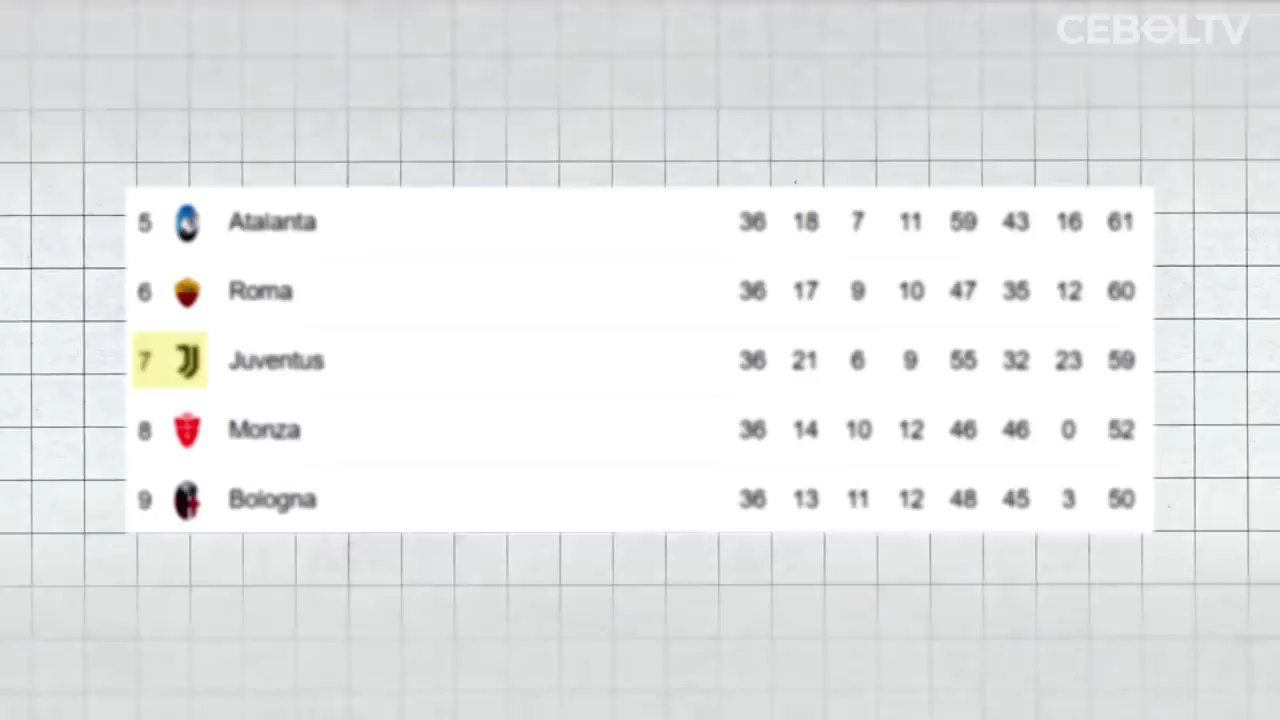 CEBOLTV
5 Atalanta 36 18 7 11 59 43 16 61
6 Roma 36 17 9 10 47 35 12 60
7 Juventus 36 21 6 9 55 32 23 59
8 Monza 36 14 10 12 46 46 0 52
9 Bologna 36 13 11 12 48 45 3 50